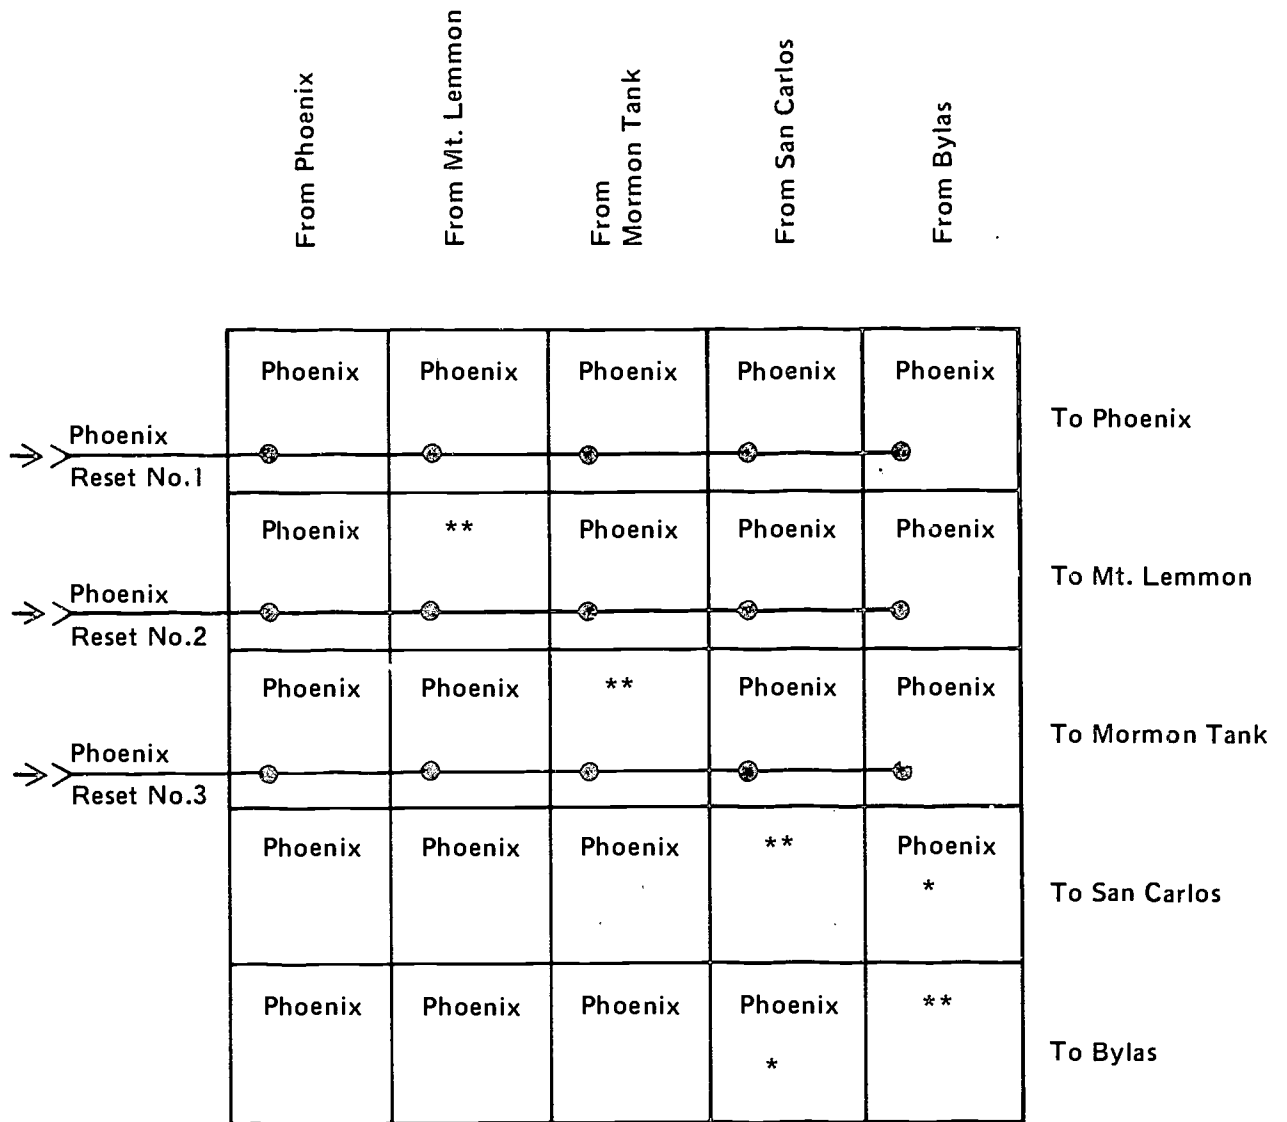 From Phoenix
From Mt. Lemmon
From
Mormon Tank
From San Carlos
From Bylas
Phoenix Phoenix Phoenix Phoenix Phoenix
To Phoenix
Phoenix
Reset No.1
Phoenix ** Phoenix Phoenix Phoenix
To Mt. Lemmon
Phoenix
Reset No.2
Phoenix Phoenix ** Phoenix Phoenix
To Mormon Tank
Phoenix
Reset No.3
Phoenix Phoenix Phoenix ** Phoenix
*
To San Carlos
Phoenix Phoenix Phoenix Phoenix **
*
To Bylas